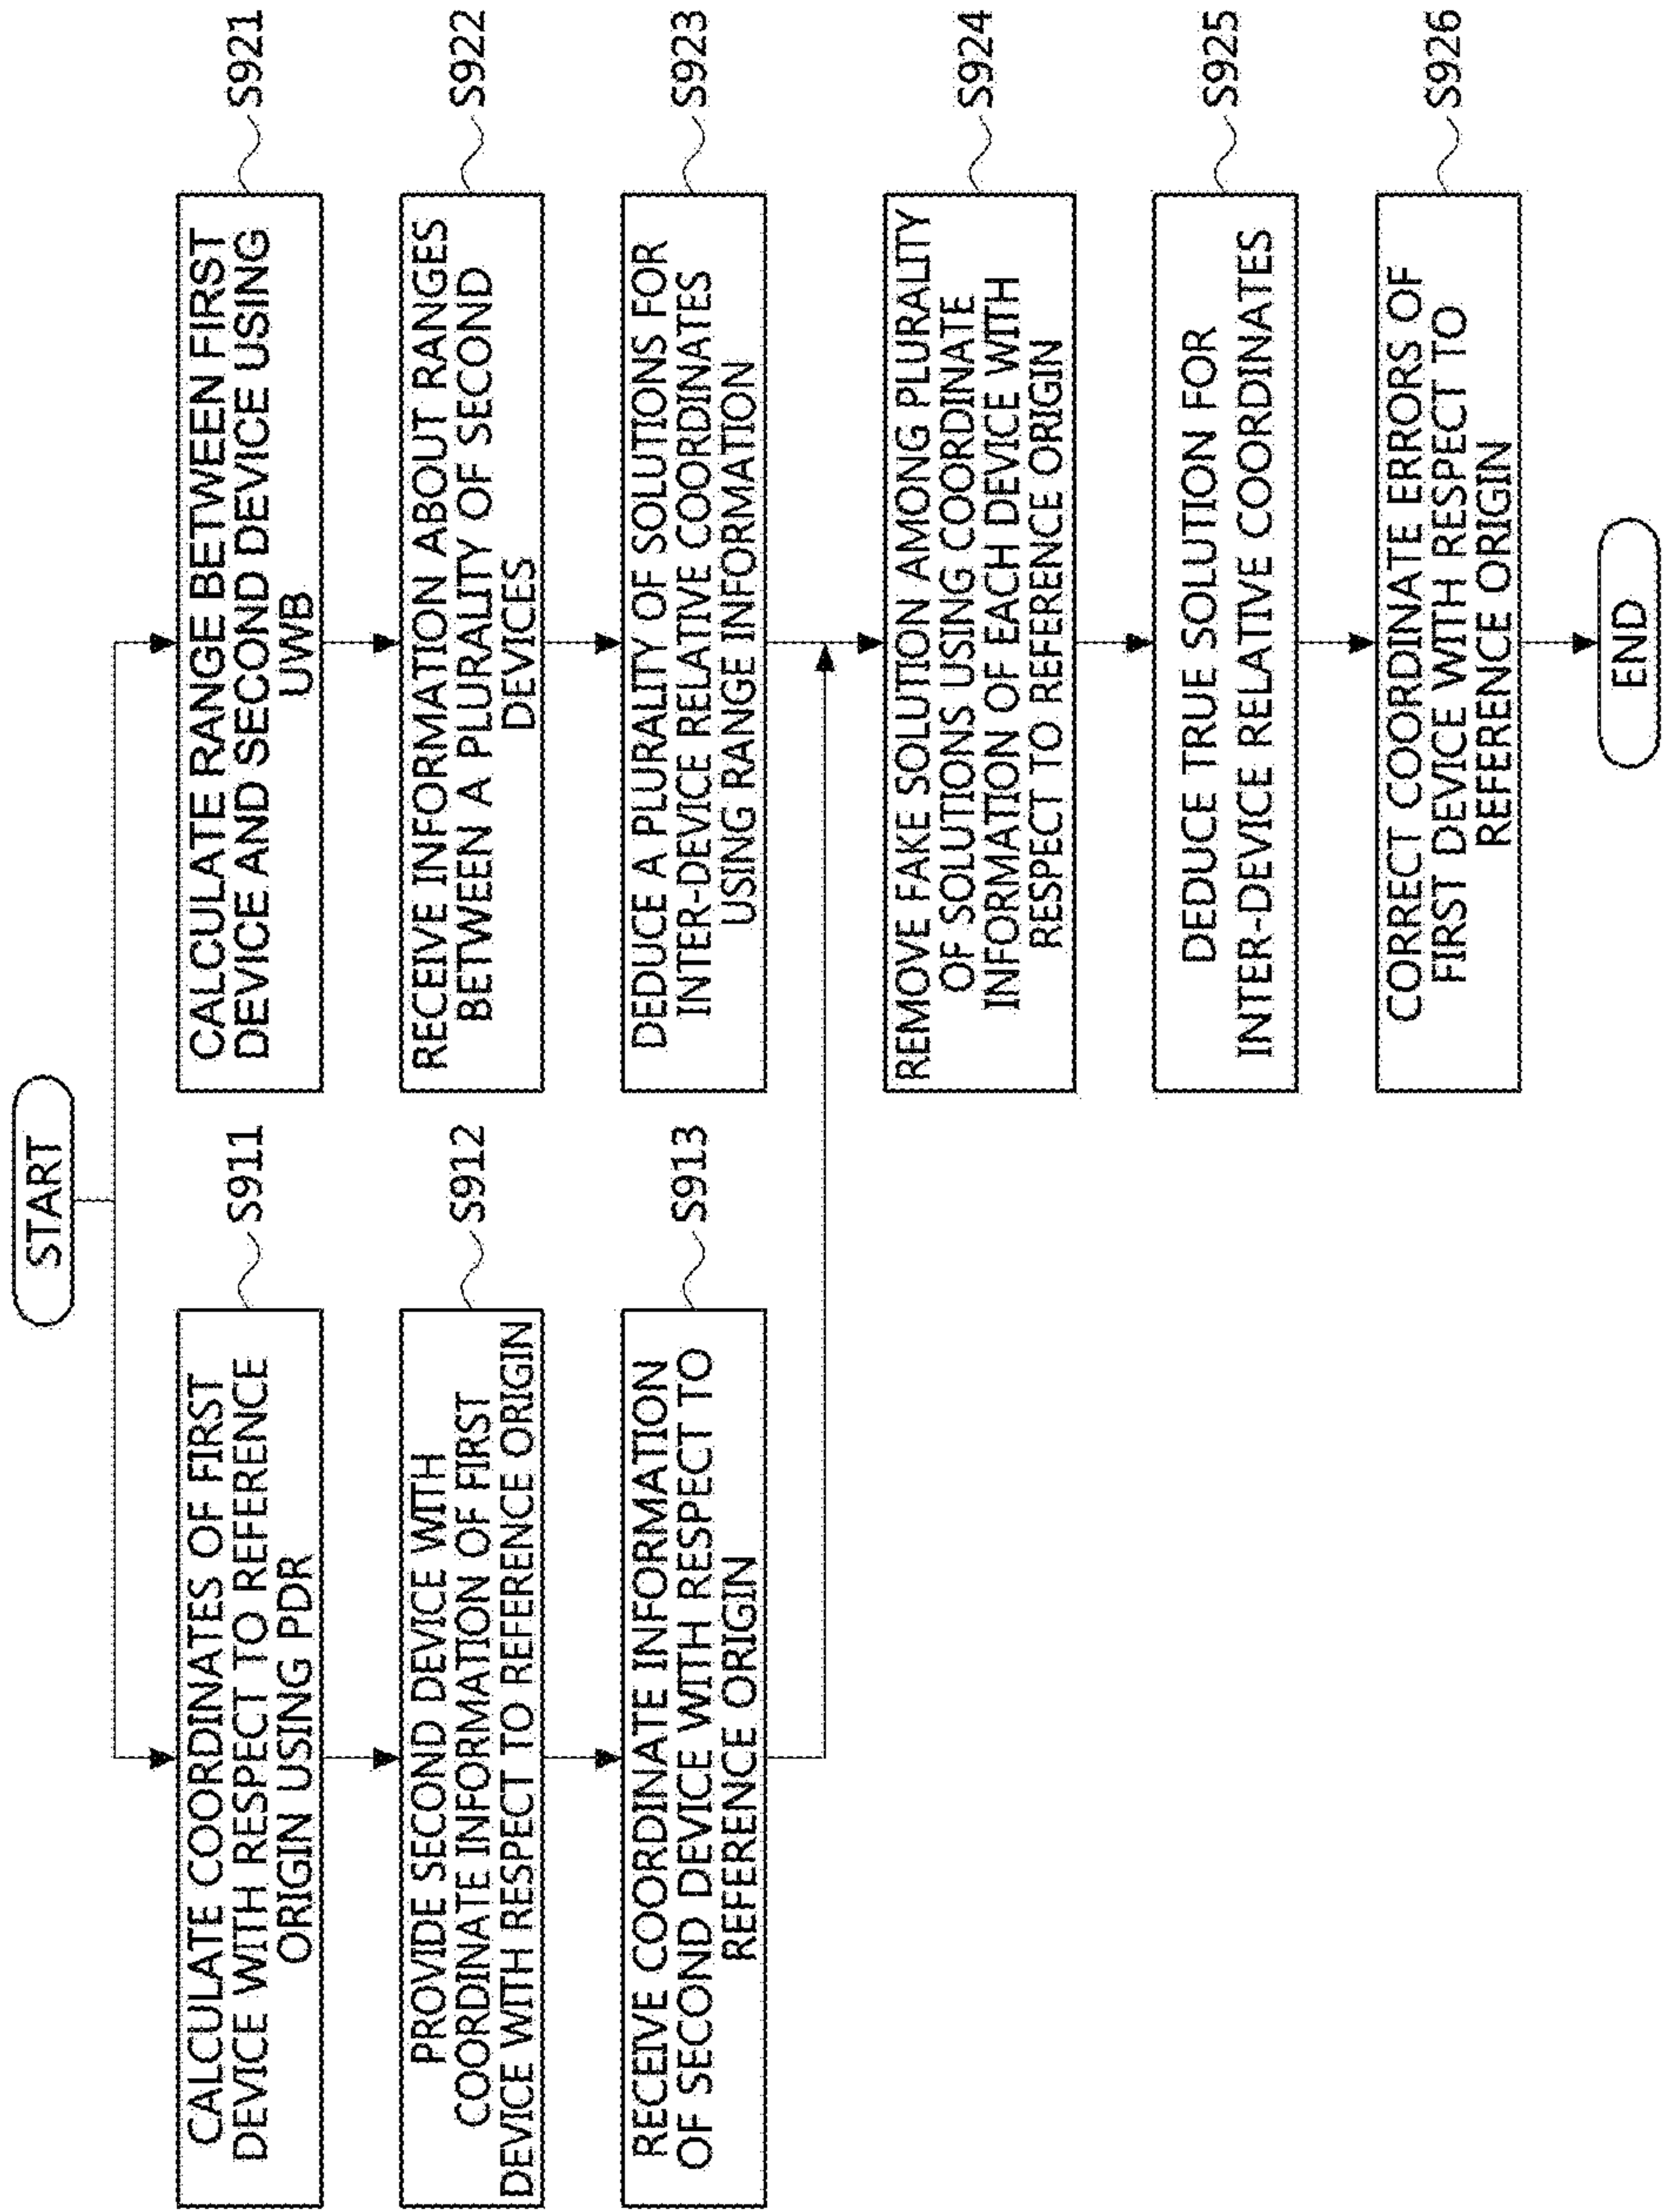 START
CALCULATE COORDINATES OF FIRST
DEVICE WITH RESPECT TO REFERENCE
ORIGIN USING PDR
S911
PROVIDE SECOND DEVICE WITH
COORDINATE INFORMATION OF FIRST
DEVICE WITH RESPECT TO REFERENCE ORIGIN
S912
RECEIVE COORDINATE INFORMATION
OF SECOND DEVICE WITH RESPECT TO
REFERENCE ORIGIN
S913
CALCULATE RANGE BETWEEN FIRST
DEVICE AND SECOND DEVICE USING
UWB
S921
RECEIVE INFORMATION ABOUT RANGES
BETWEEN A PLURALITY OF SECOND
DEVICES
S922
DEDUCE A PLURALITY OF SOLUTIONS FOR
INTER-DEVICE RELATIVE COORDINATES
USING RANGE INFORMATION
S923
REMOVE FAKE SOLUTION AMONG PLURALITY
OF SOLUTIONS USING COORDINATE
INFORMATION OF EACH DEVICE WITH
RESPECT TO REFERENCE ORIGIN
S924
DEDUCE TRUE SOLUTION FOR
INTER-DEVICE RELATIVE COORDINATES
S925
CORRECT COORDINATE ERRORS OF
FIRST DEVICE WITH RESPECT TO
REFERENCE ORIGIN
S926
END